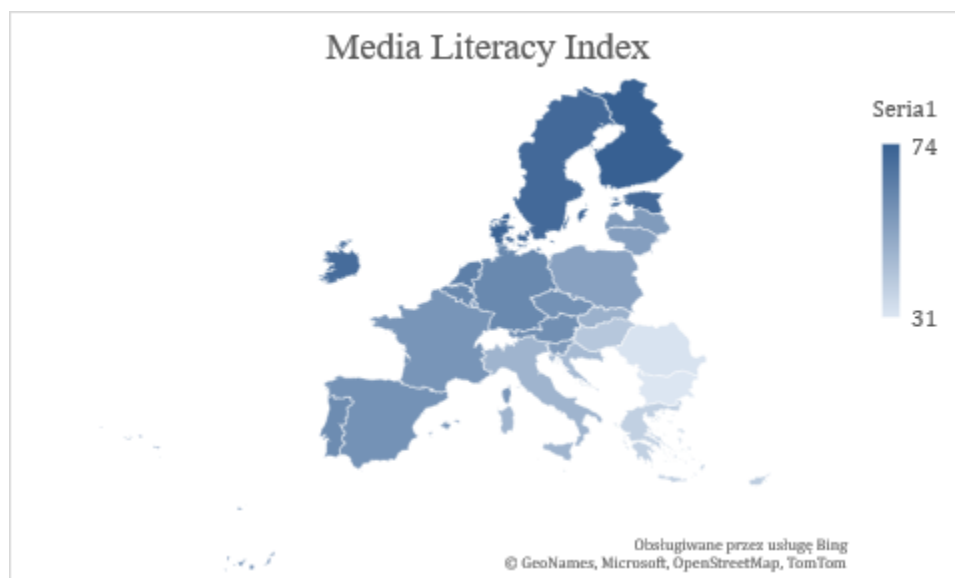 Media Literacy Index
Seria1
74
31
Obsługiwane przez usługę Bing
© GeoNames, Microsoft, OpenStreetMap, TomTom